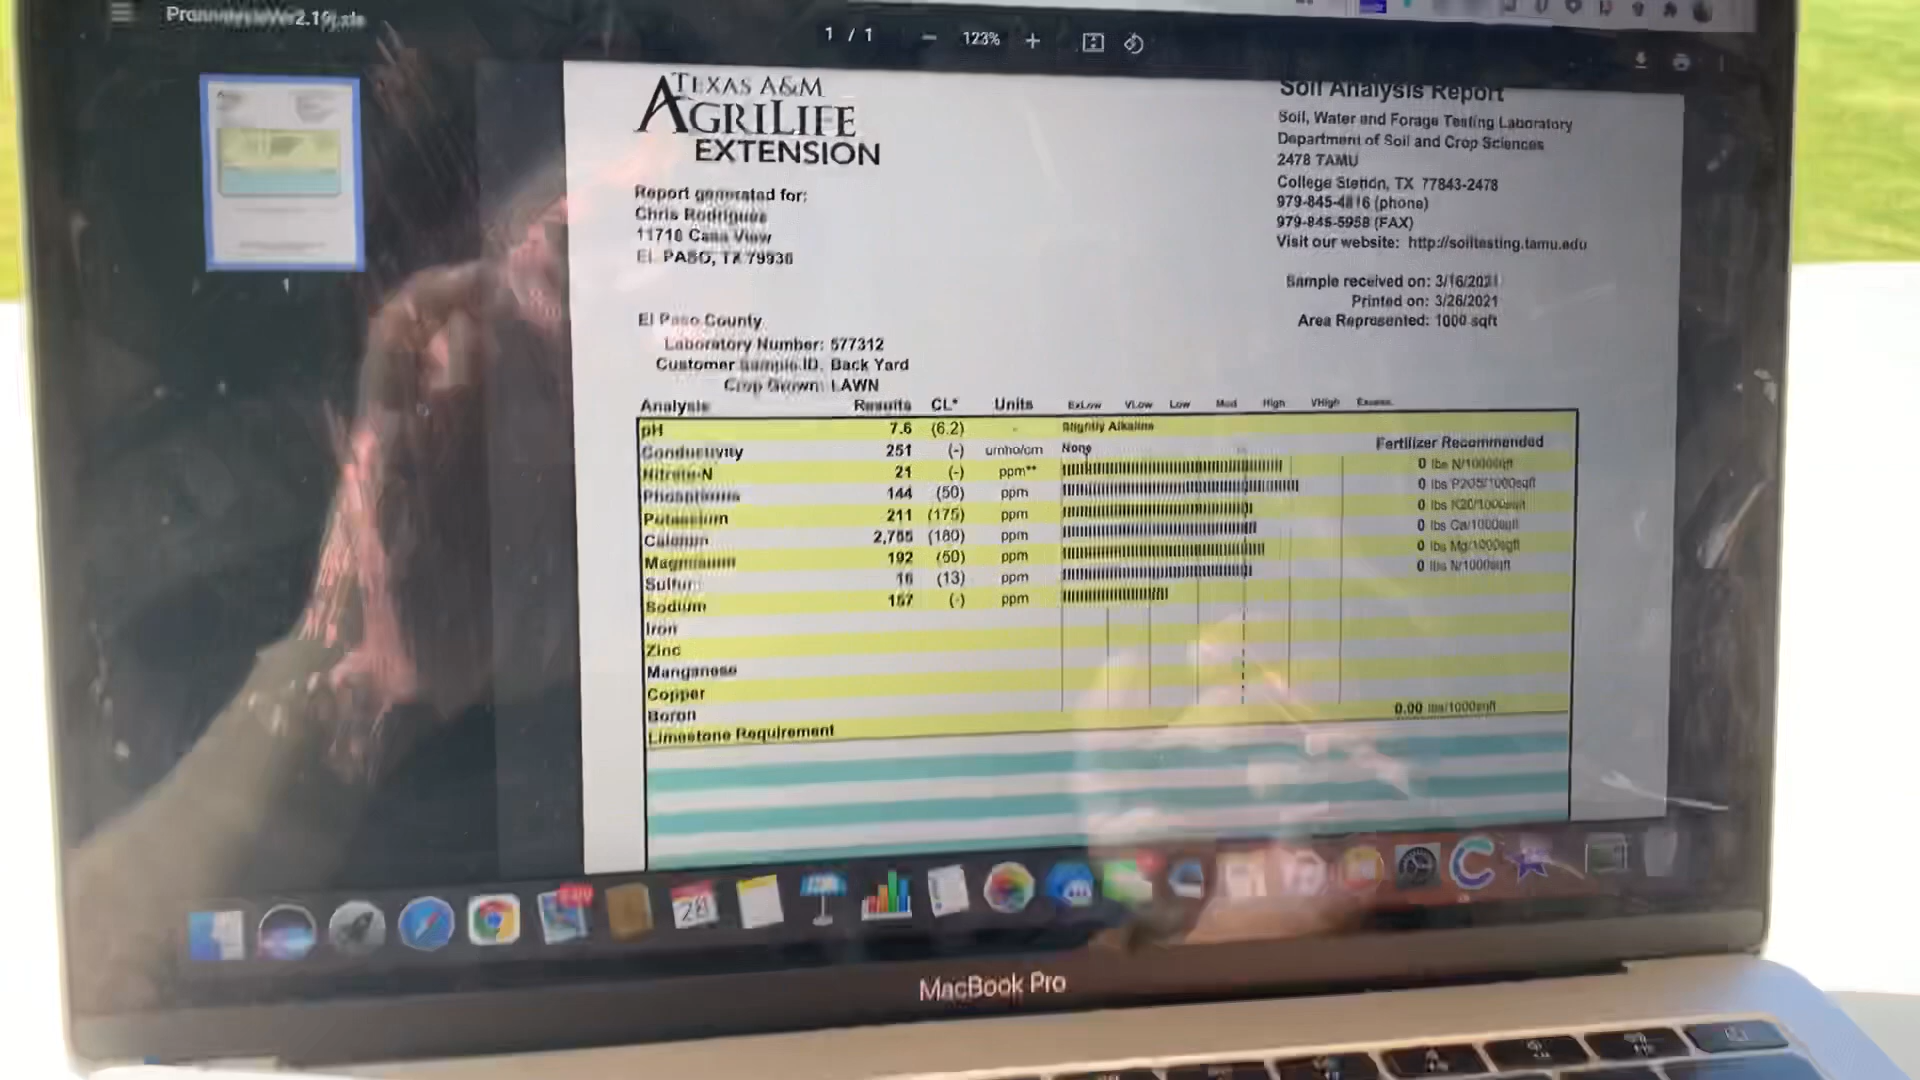 1 / 1
123%
TEXAS A&M
AGRILIFE
EXTENSION
Soil Analysis Report
Soil, Water and Forage Testing Laboratory
Department of Soil and Crop Sciences
2478 TAMU
College Station, TX 77843-2478
979-845-4816 (phone)
979-845-5958 (FAX)
Visit our website: http://soiltesting.tamu.edu
Report generated for:
Chris Rodriguez
11710 Casa View
EL PASO, TX 79936
Sample received on: 3/16/2021
Printed on: 3/26/2021
Area Represented: 1000 sqft
El Paso County
Laboratory Number: 577312
Customer Sample ID: Back Yard
Crop Grown: LAWN
Analysis Results CL* Units ExLow VLow Low Mod High VHigh Excess.
pH 7.6 (6.2) - Slightly Alkaline
Conductivity 251 (-) umho/cm None Fertilizer Recommended
Nitrate-N 21 (-) ppm** 0 lbs N/1000sqft
Phosphorus 144 (50) ppm 0 lbs P2O5/1000sqft
Potassium 211 (175) ppm 0 lbs K20/1000sqft
Calcium 2,765 (180) ppm 0 lbs Ca/1000sqft
Magnesium 192 (50) ppm 0 lbs Mg/1000sqft
Sulfur 16 (13) ppm 0 lbs
Sodium 157 (-) ppm
Iron
Zinc
Manganese
Copper
Boron
Limestone Requirement 0.00 lbs/1000sqft
1
MacBook Pro